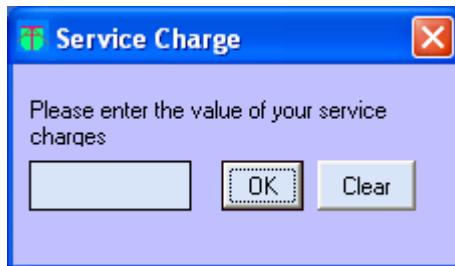 Service Charge
Please enter the value of your service
charges
OK
Clear